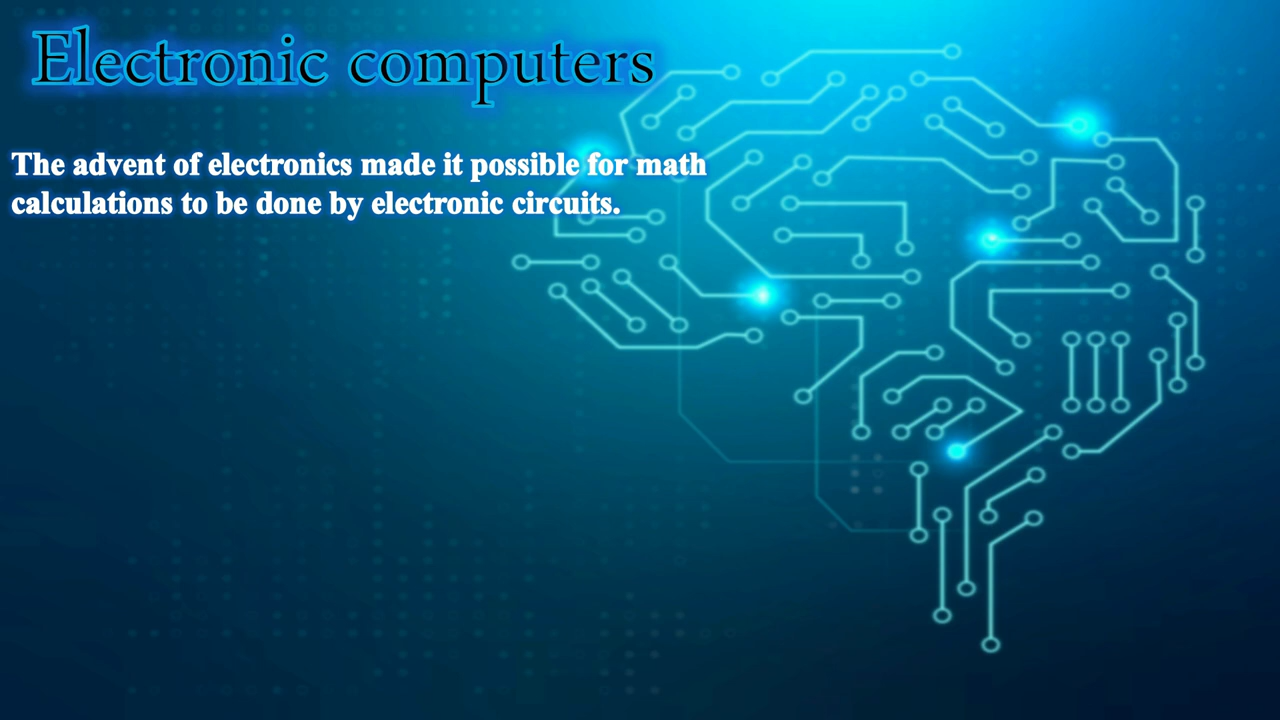 Electronic computers
The advent of electronics made it possible for math
calculations to be done by electronic circuits.